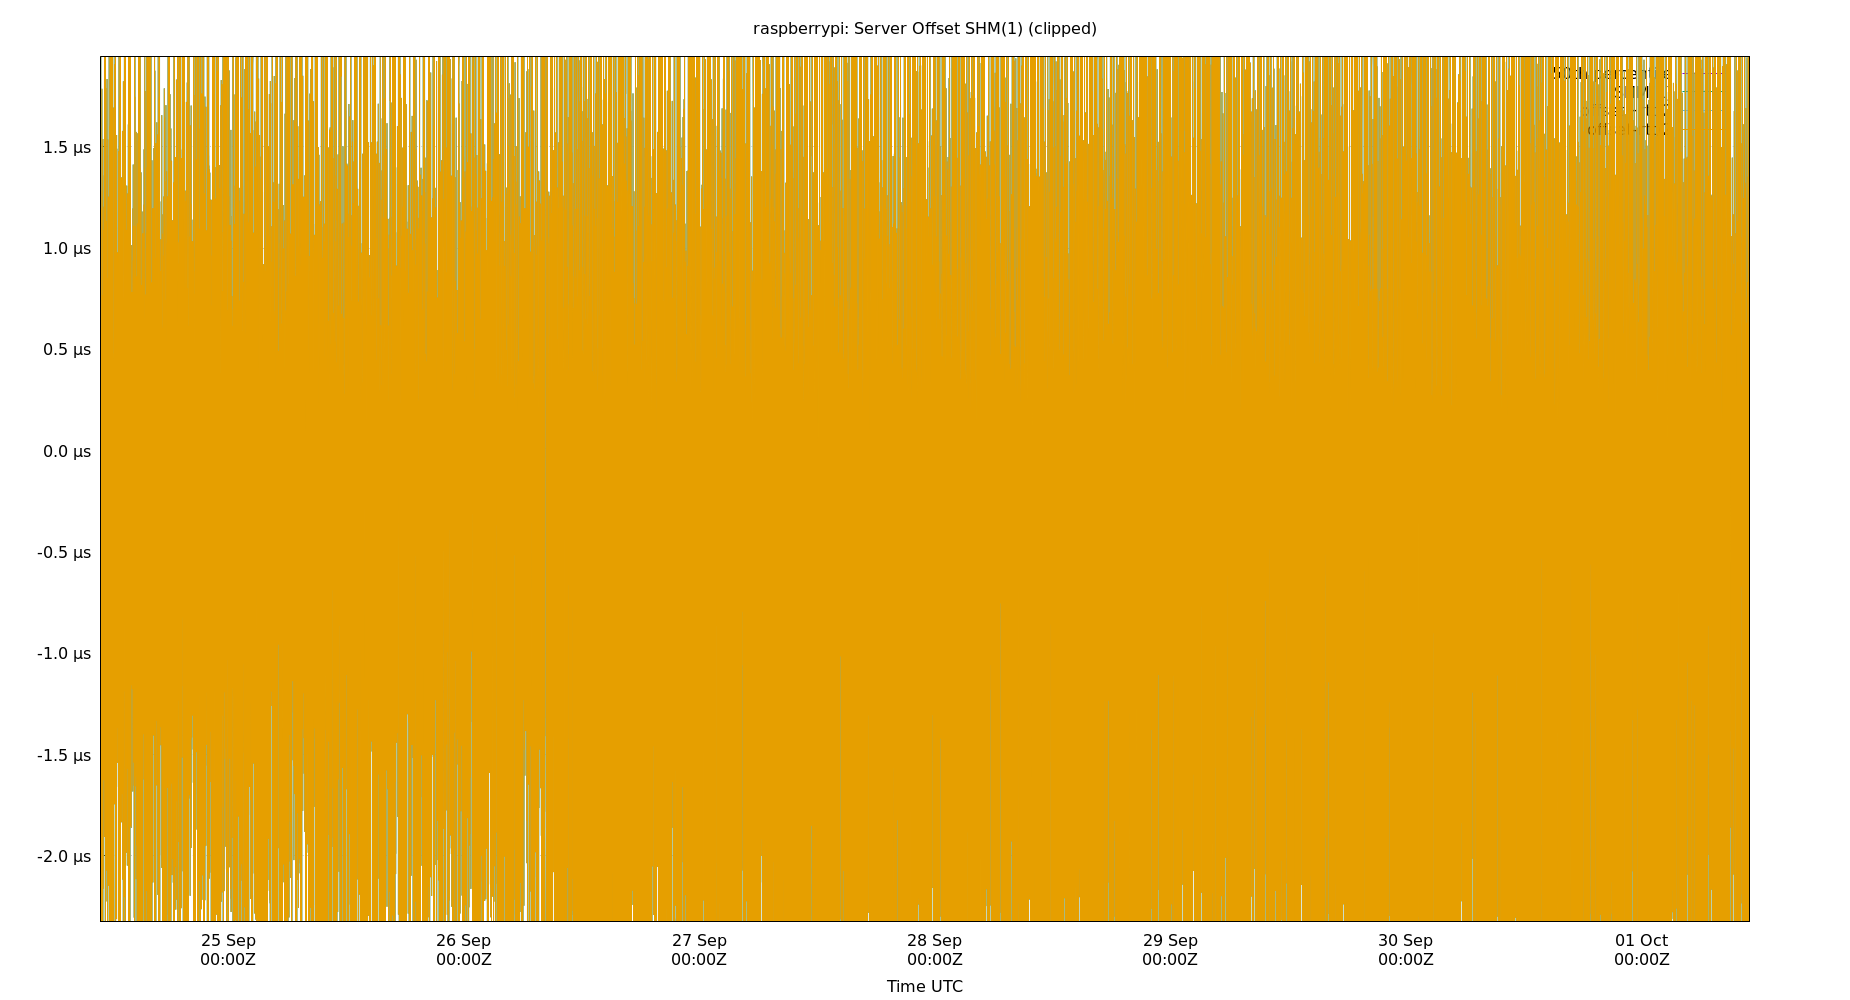 raspberrypi: Server Offset SHM(1) (clipped)
1.5 µs
1.0 µs
0.5 µs
0.0 µs
-0.5 µs
-1.0 µs
-1.5 µs
-2.0 µs
25 Sep 26 Sep 27 Sep 28 Sep 29 Sep 30 Sep 01 Oct
00:00Z 00:00Z 00:00Z 00:00Z 00:00Z 00:00Z 00:00Z
Time UTC